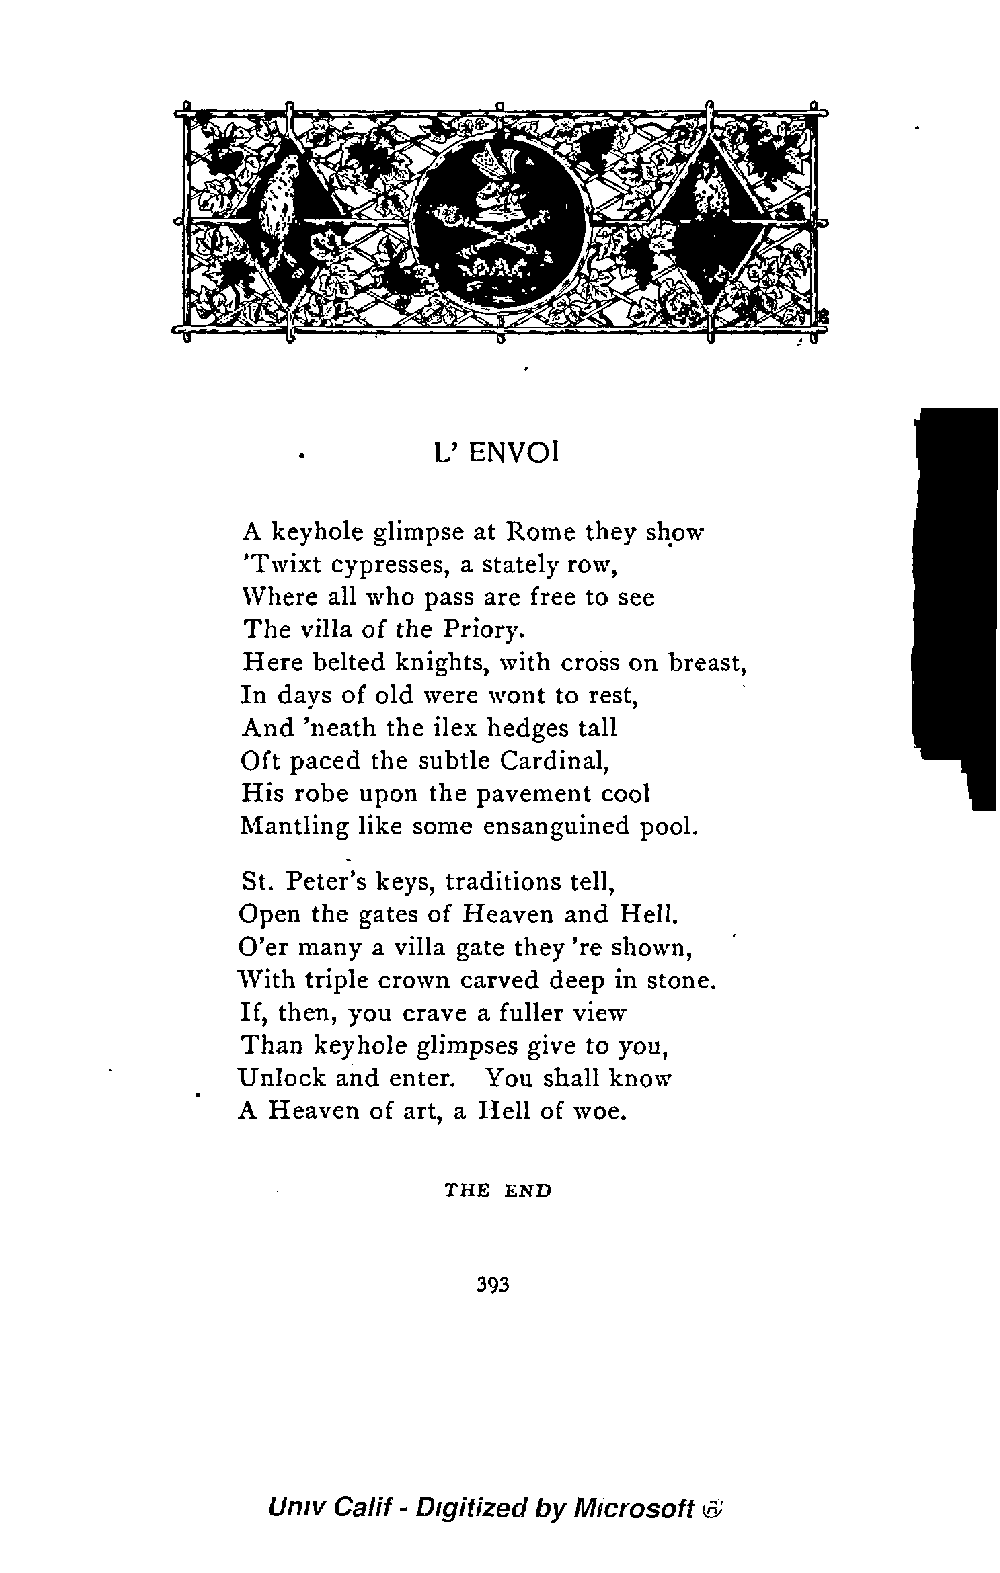 L' ENVOI
A keyhole glimpse at Rome they show
'Twixt cypresses, a stately row,
Where all who pass are free to see
The villa of the Priory.
Here belted knights, with cross on breast,
In days of old were wont to rest,
And 'neath the ilex hedges tall
Oft paced the subtle Cardinal,
His robe upon the pavement cool
Mantling like some ensanguined pool.
St. Peter's keys, traditions tell,
Open the gates of Heaven and Hell.
O'er many a villa gate they 're shown,
With triple crown carved deep in stone.
If, then, you crave a fuller view
Than keyhole glimpses give to you,
Unlock and enter. You shall know
A Heaven of art, a Hell of woe.
THE END
393
Univ Calif - Digitized by Microsoft ®